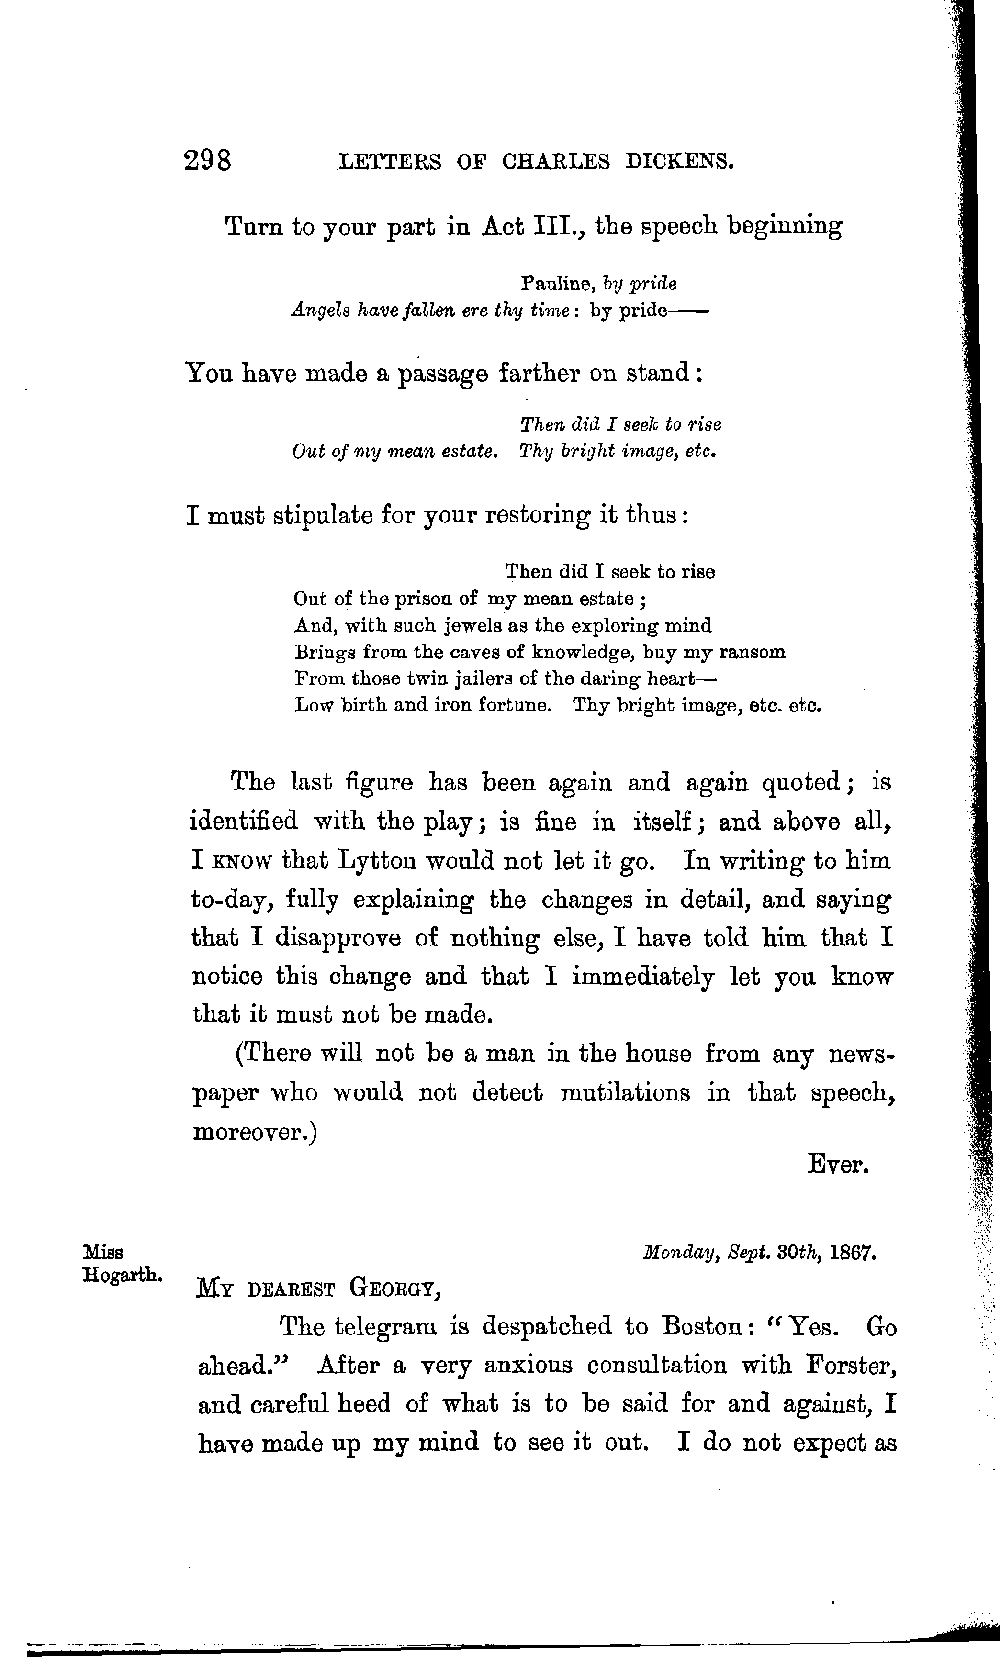 298 LETTERS OF CHARLES DICKENS.
Turn to your part in Act III., the speech beginning
Pauline, by pride
Angels have fallen ere thy time: by pride——
You have made a passage farther on stand:
Then did I seek to rise
Out of my mean estate. Thy bright image, etc.
I must stipulate for your restoring it thus:
Then did I seek to rise
Out of the prison of my mean estate;
And, with such jewels as the exploring mind
Brings from the caves of knowledge, buy my ransom
From those twin jailers of the daring heart—
Low birth and iron fortune. Thy bright image, etc. etc.
The last figure has been again and again quoted; is
identified with the play; is fine in itself; and above all,
I KNOW that Lytton would not let it go. In writing to him
to-day, fully explaining the changes in detail, and saying
that I disapprove of nothing else, I have told him that I
notice this change and that I immediately let you know
that it must not be made.
(There will not be a man in the house from any news-
paper who would not detect mutilations in that speech,
moreover.)
Ever.
Miss
Hogarth.
Monday, Sept. 30th, 1867.
MY DEAREST GEORGY,
The telegram is despatched to Boston: "Yes. Go
ahead." After a very anxious consultation with Forster,
and careful heed of what is to be said for and against, I
have made up my mind to see it out. I do not expect as